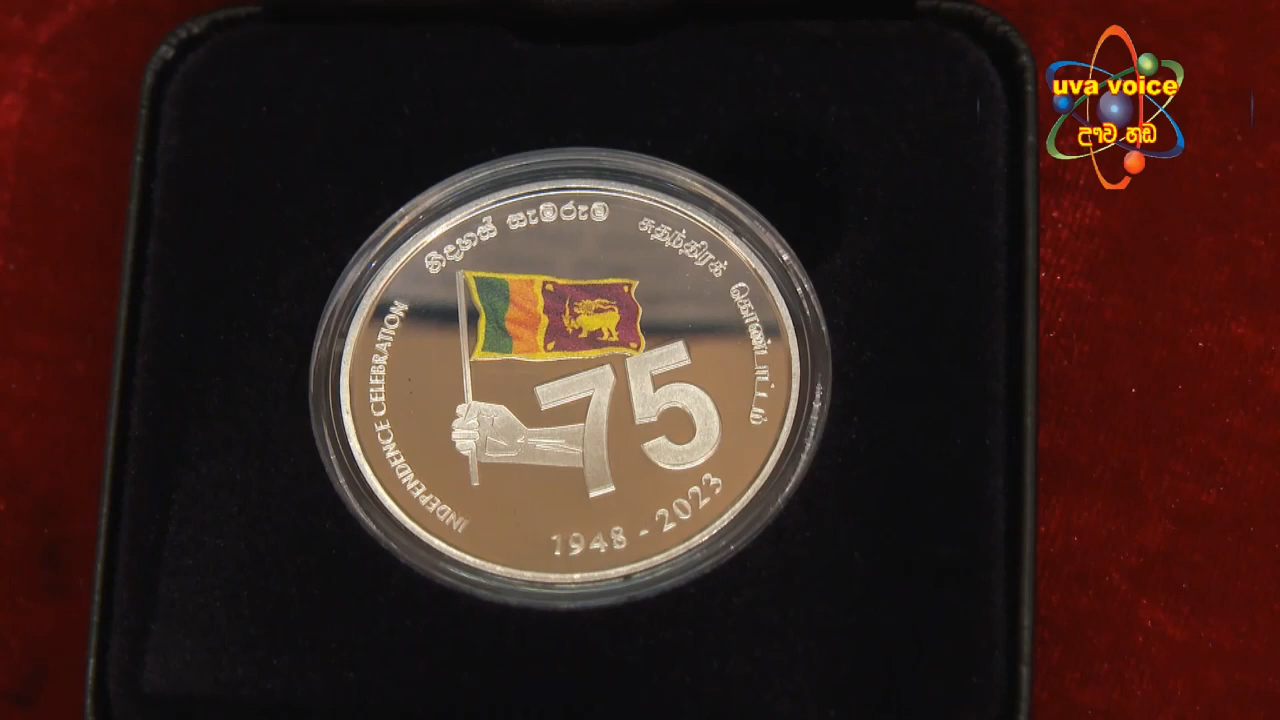 නිදහස් සැමරුම
சுதந்திரக் கொண்டாட்டம்
INDEPENDENCE CELEBRATION
75
1948 - 2023
uva voice
ඌව හඬ